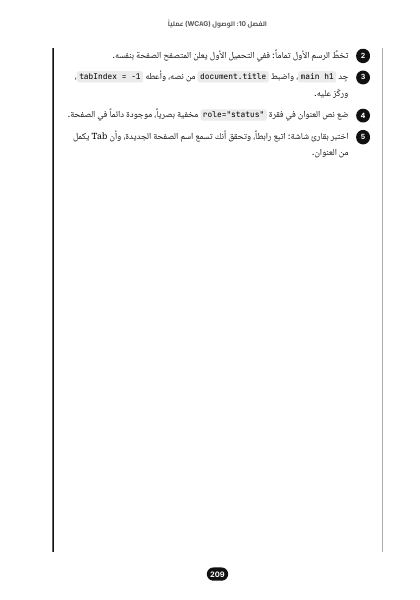 الفصل 10: الوصول (WCAG) عملياً
2 تخطَّ الرسم الأول تماماً: ففي التحميل الأول يعلن المتصفح الصفحة بنفسه.
3 جِد main h1، واضبط document.title من نصه، وأعطه tabIndex = -1،
وركّز عليه.
4 ضع نص العنوان في فقرة role="status" مخفية بصرياً، موجودة دائماً في الصفحة.
5 اختبر بقارئ شاشة: اتبع رابطاً، وتحقق أنك تسمع اسم الصفحة الجديدة، وأن Tab يكمل
من العنوان.
209